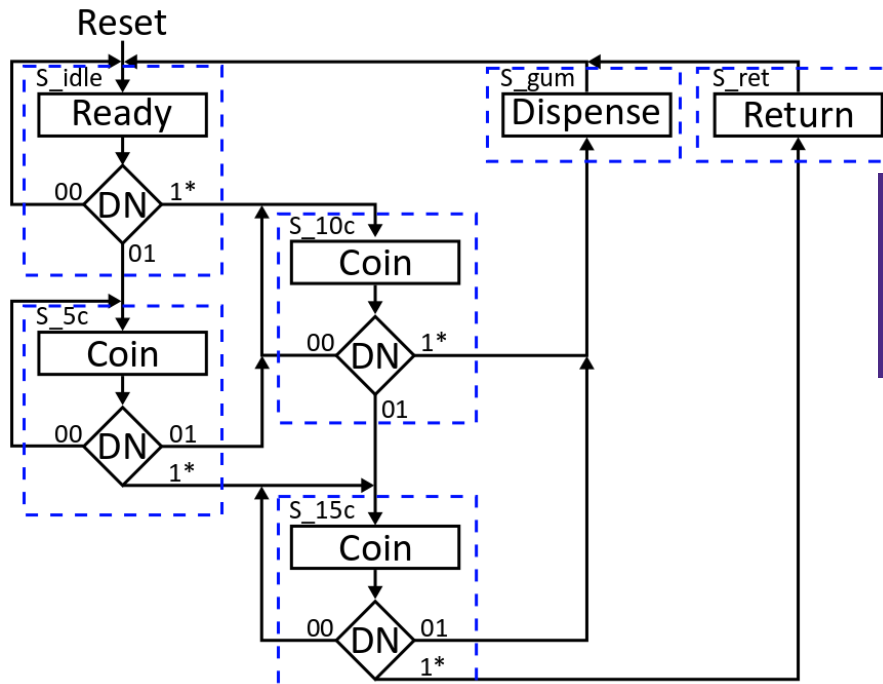 Reset
S_idle
Ready
00
DN
1*
01
S_gum
Dispense
S_ret
Return
S_10c
Coin
00
DN
1*
01
S_5c
Coin
00
DN
01
1*
S_15c
Coin
00
DN
01
1*